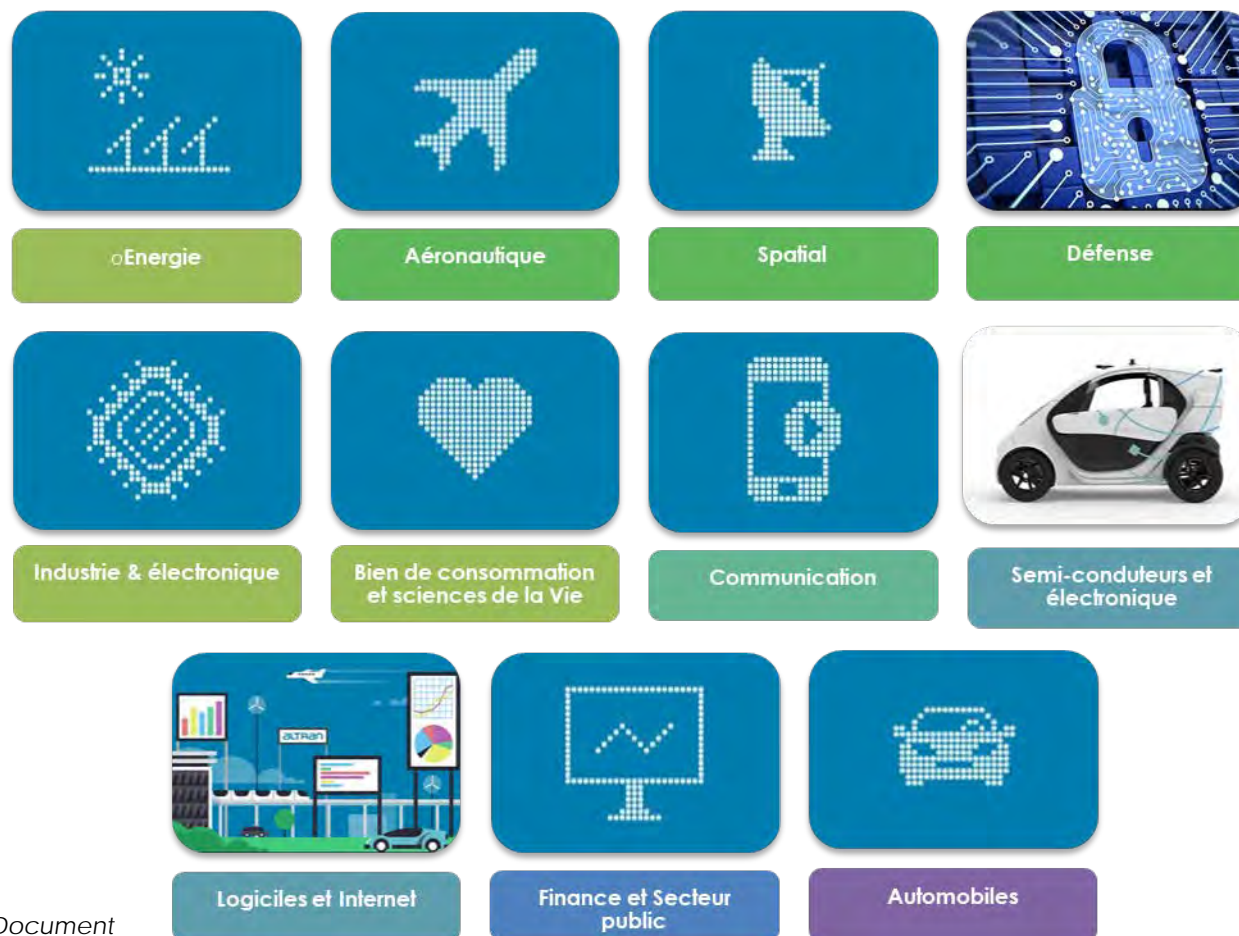 oEnergie
Aéronautique
Spatial
Défense
Industrie & électronique
Bien de consommation
et sciences de la Vie
Communication
Semi-conduteurs et
électronique
ALTRAN
Logiciles et Internet
Finance et Secteur
public
Automobiles
Document